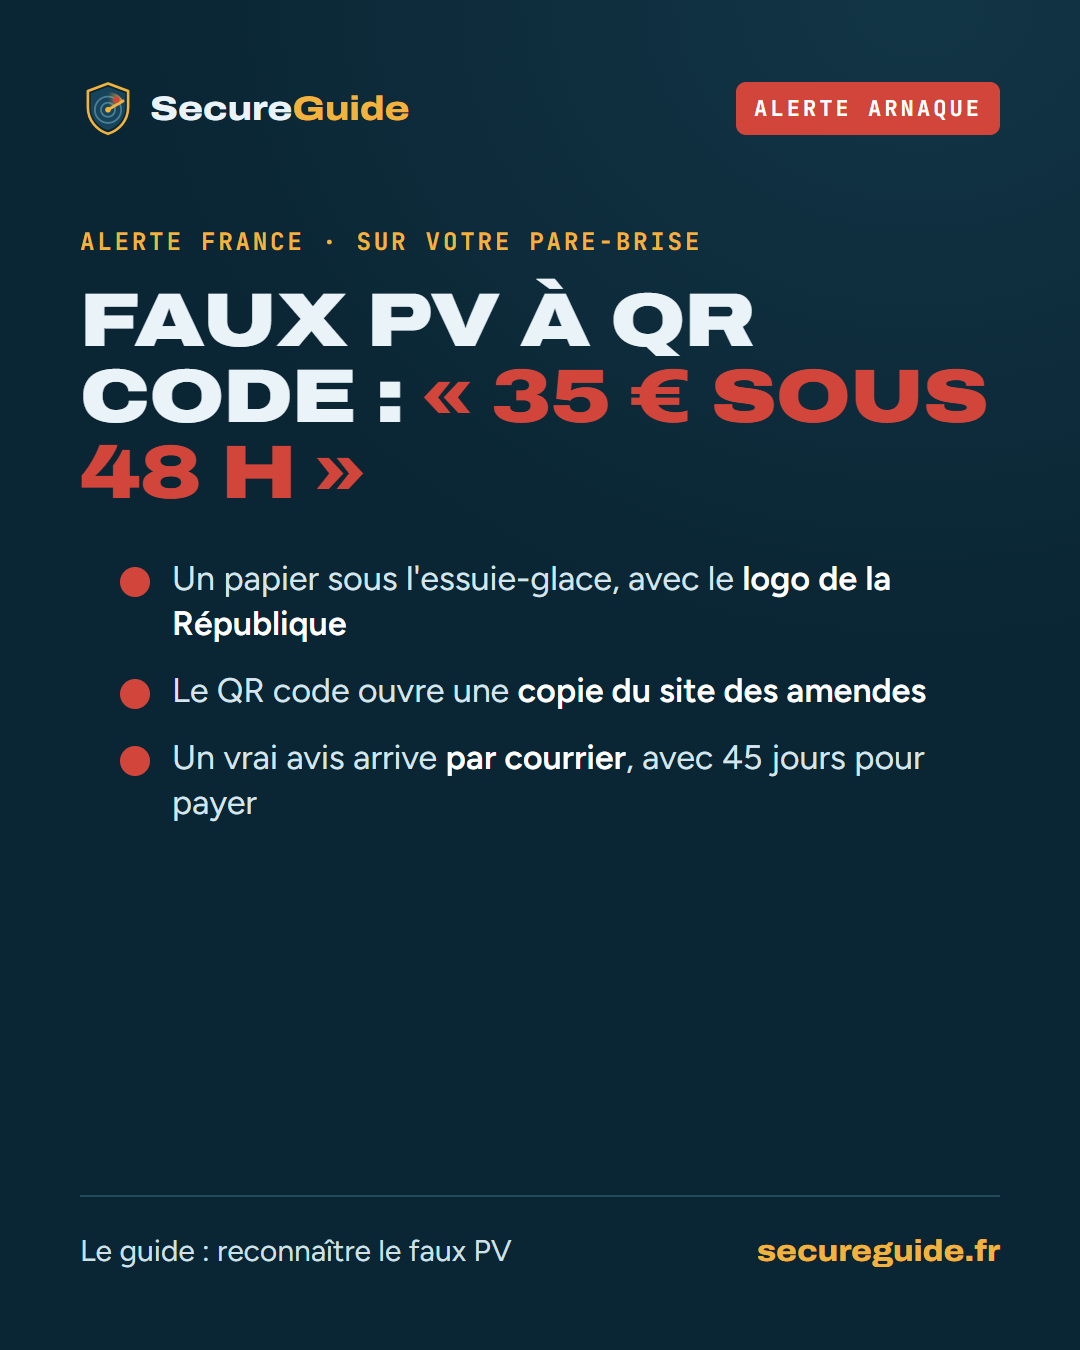 SecureGuide
ALERTE ARNAQUE
ALERTE FRANCE · SUR VOTRE PARE-BRISE
FAUX PV À QR
CODE : « 35 € SOUS
48 H »
Un papier sous l'essuie-glace, avec le logo de la
République
Le QR code ouvre une copie du site des amendes
Un vrai avis arrive par courrier, avec 45 jours pour
payer
Le guide : reconnaître le faux PV
secureguide.fr